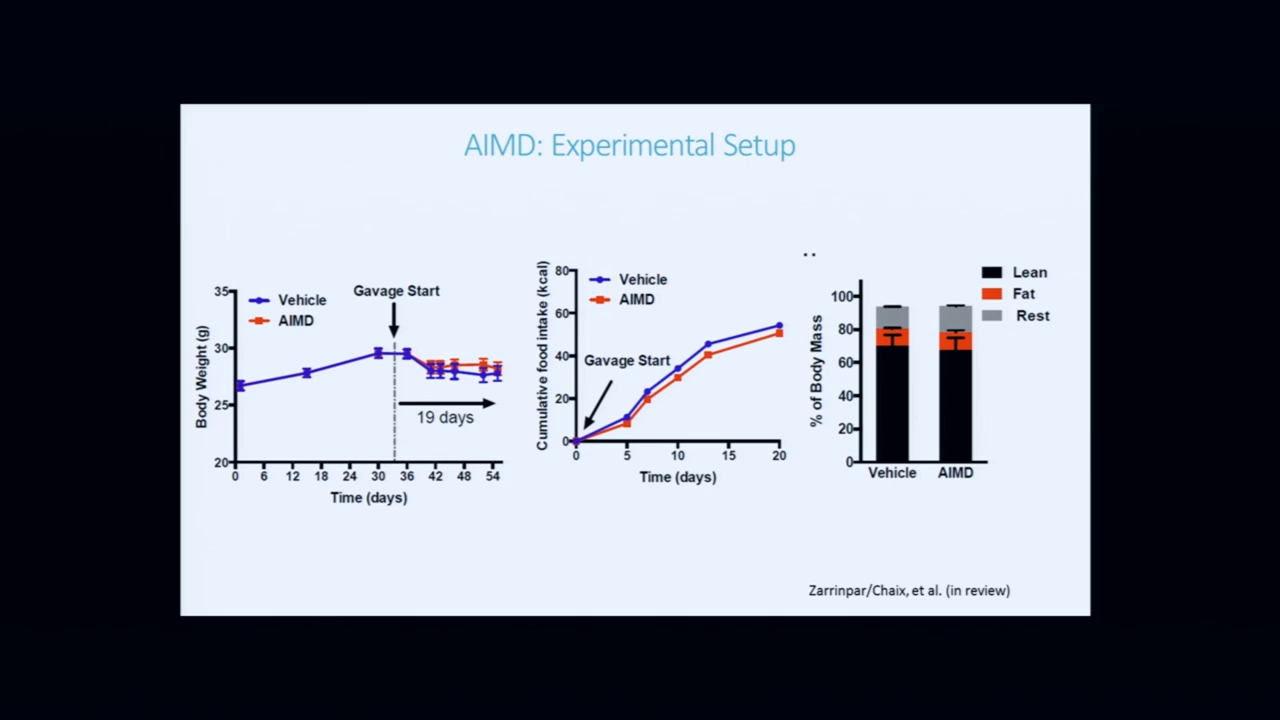 AIMD: Experimental Setup
35
30
25
20
Body Weight (g)
Vehicle
AIMD
Gavage Start
19 days
0 6 12 18 24 30 36 42 48 54
Time (days)
80
60
40
20
0
Cumulative food intake (kcal)
Vehicle
AIMD
Gavage Start
0 5 10 15 20
Time (days)
..
100
80
60
40
20
0
% of Body Mass
Lean
Fat
Rest
Vehicle AIMD
Zarrinpar/Chaix, et al. (in review)